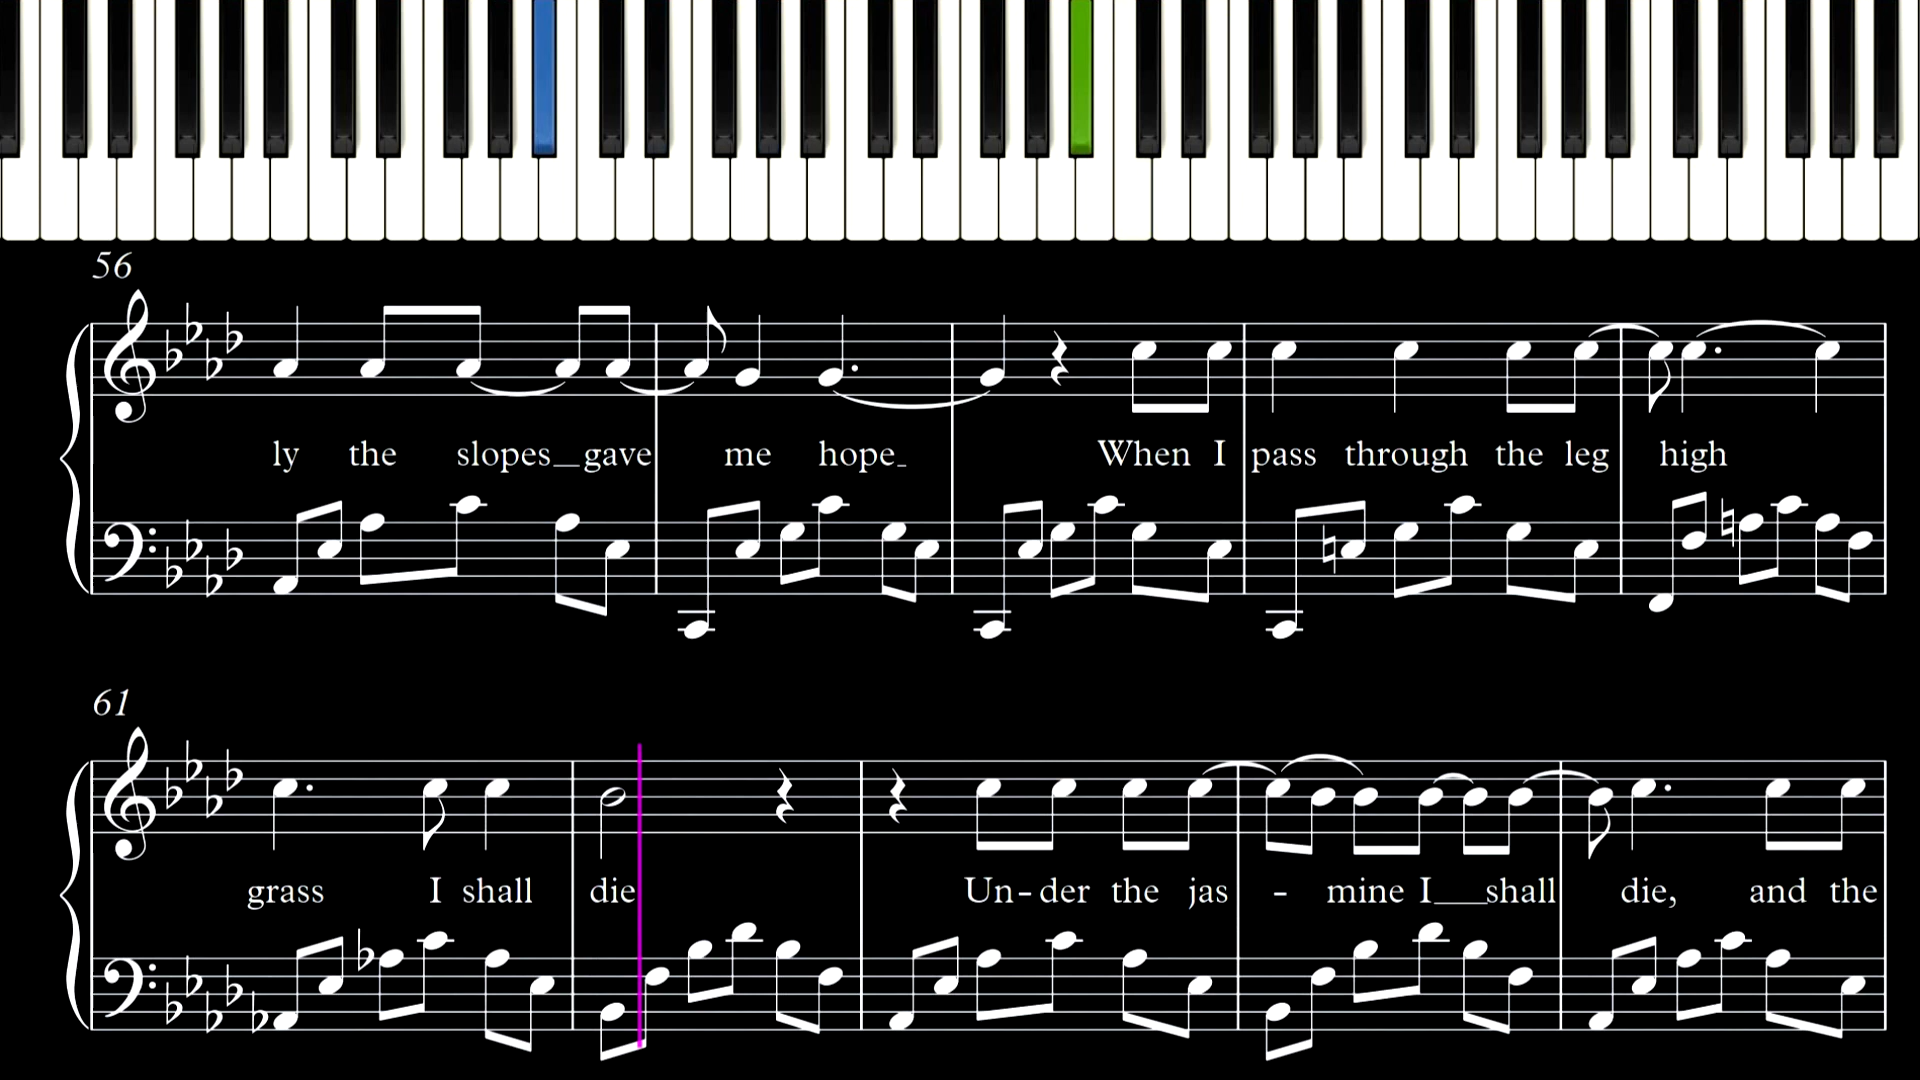 56
ly the slopes_gave me hope_ When I pass through the leg high
61
grass I shall die Un-der the jas - mine I__shall die, and the